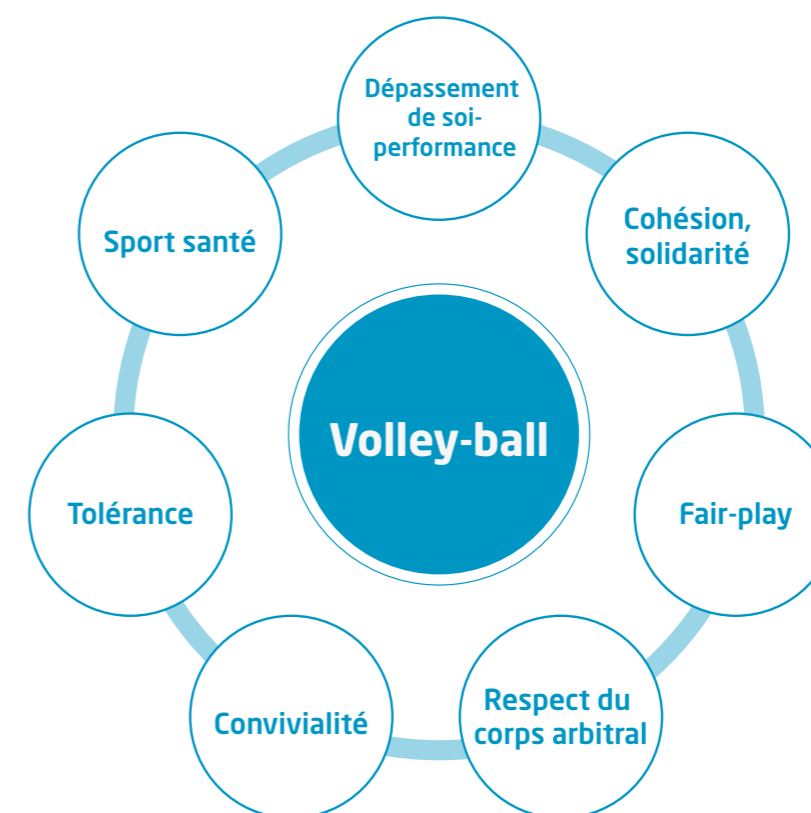 Dépassement
de soi-
performance
Cohésion,
solidarité
Sport santé
Volley-ball
Tolérance
Fair-play
Respect du
corps arbitral
Convivialité